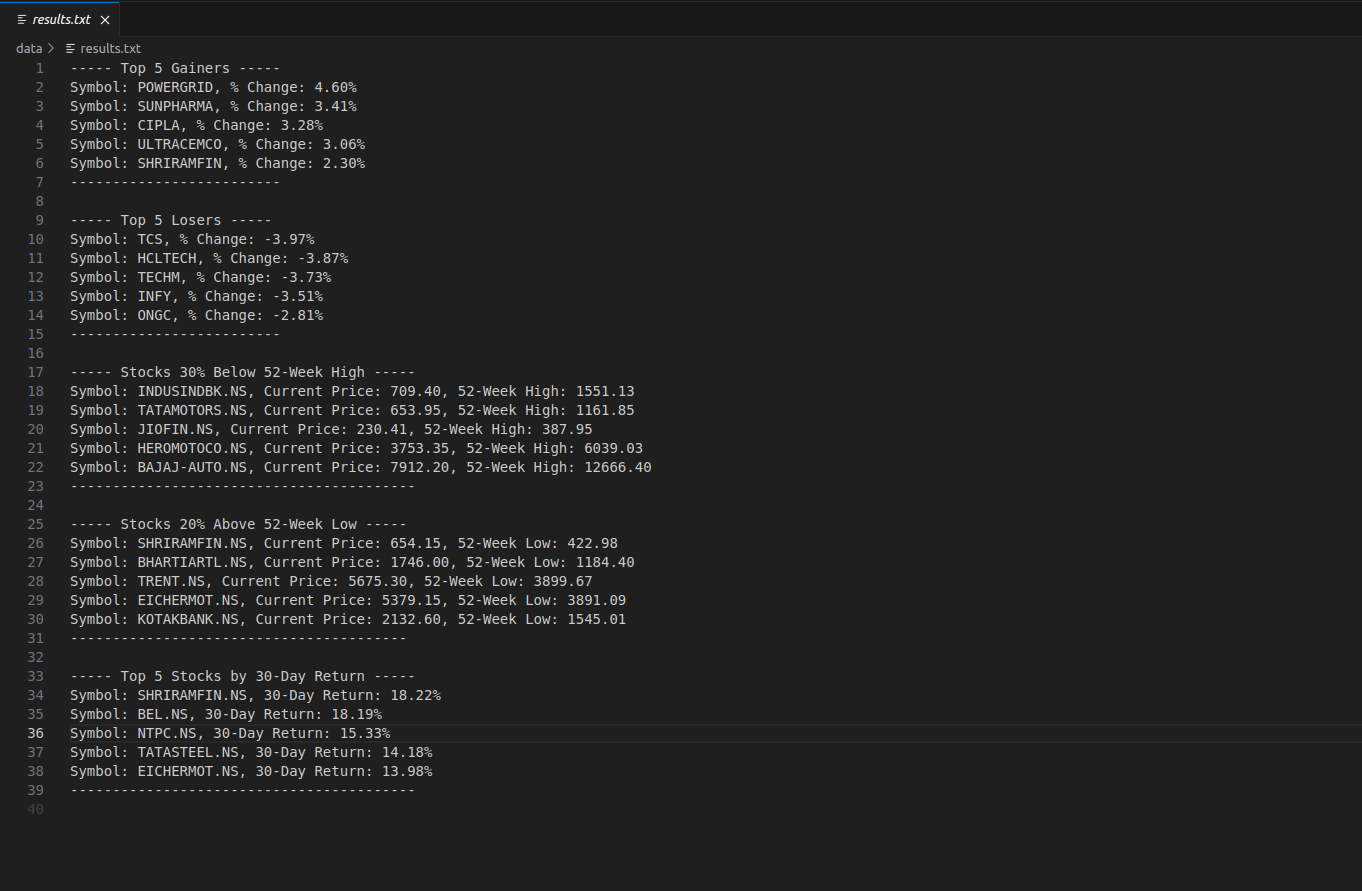 results.txt
data > results.txt
1 ----- Top 5 Gainers -----
2 Symbol: POWERGRID, % Change: 4.60%
3 Symbol: SUNPHARMA, % Change: 3.41%
4 Symbol: CIPLA, % Change: 3.28%
5 Symbol: ULTRACEMCO, % Change: 3.06%
6 Symbol: SHRIRAMFIN, % Change: 2.30%
7 -------------------------
8
9 ----- Top 5 Losers -----
10 Symbol: TCS, % Change: -3.97%
11 Symbol: HCLTECH, % Change: -3.87%
12 Symbol: TECHM, % Change: -3.73%
13 Symbol: INFY, % Change: -3.51%
14 Symbol: ONGC, % Change: -2.81%
15 -------------------------
16
17 ----- Stocks 30% Below 52-Week High -----
18 Symbol: INDUSINDBK.NS, Current Price: 709.40, 52-Week High: 1551.13
19 Symbol: TATAMOTORS.NS, Current Price: 653.95, 52-Week High: 1161.85
20 Symbol: JIOFIN.NS, Current Price: 230.41, 52-Week High: 387.95
21 Symbol: HEROMOTOCO.NS, Current Price: 3753.35, 52-Week High: 6039.03
22 Symbol: BAJAJ-AUTO.NS, Current Price: 7912.20, 52-Week High: 12666.40
23 -----------------------------------------
24
25 ----- Stocks 20% Above 52-Week Low -----
26 Symbol: SHRIRAMFIN.NS, Current Price: 654.15, 52-Week Low: 422.98
27 Symbol: BHARTIARTL.NS, Current Price: 1746.00, 52-Week Low: 1184.40
28 Symbol: TRENT.NS, Current Price: 5675.30, 52-Week Low: 3899.67
29 Symbol: EICHERMOT.NS, Current Price: 5379.15, 52-Week Low: 3891.09
30 Symbol: KOTAKBANK.NS, Current Price: 2132.60, 52-Week Low: 1545.01
31 ----------------------------------------
32
33 ----- Top 5 Stocks by 30-Day Return -----
34 Symbol: SHRIRAMFIN.NS, 30-Day Return: 18.22%
35 Symbol: BEL.NS, 30-Day Return: 18.19%
36 Symbol: NTPC.NS, 30-Day Return: 15.33%
37 Symbol: TATASTEEL.NS, 30-Day Return: 14.18%
38 Symbol: EICHERMOT.NS, 30-Day Return: 13.98%
39 -----------------------------------------
40